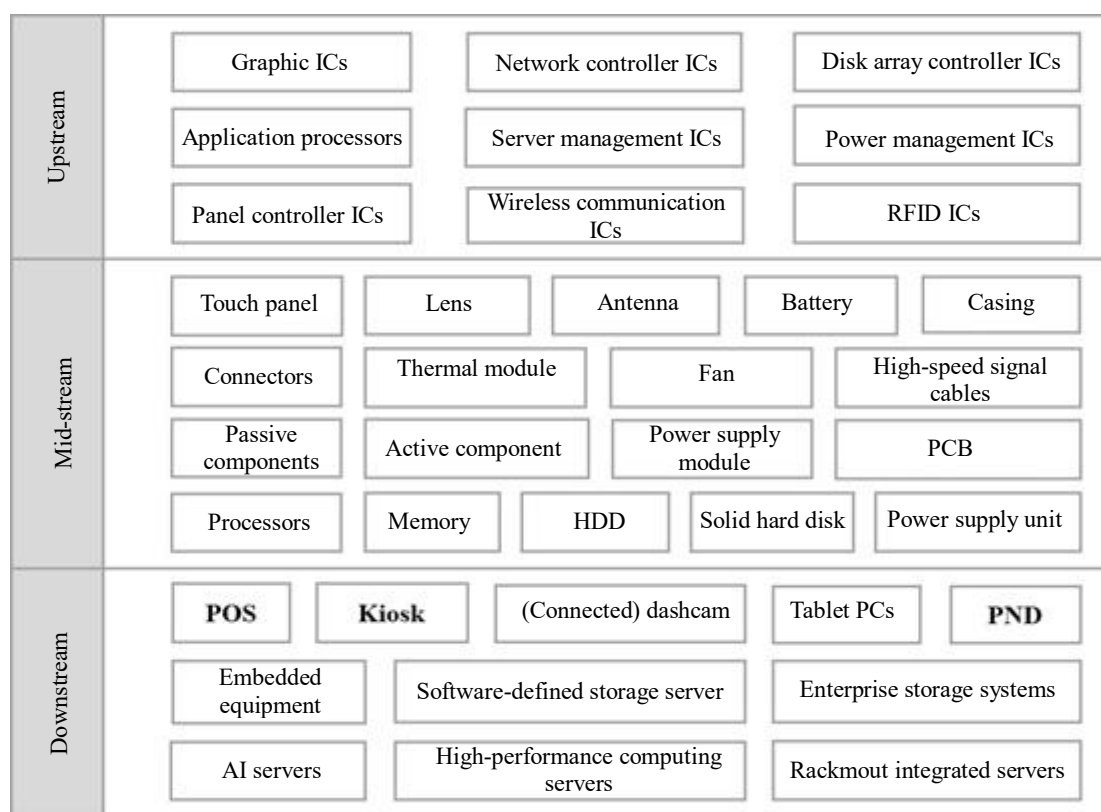 Upstream
Graphic ICs
Network controller ICs
Disk array controller ICs
Application processors
Server management ICs
Power management ICs
Panel controller ICs
Wireless communication
ICs
RFID ICs
Mid-stream
Touch panel
Lens
Antenna
Battery
Casing
Connectors
Thermal module
Fan
High-speed signal
cables
Passive
components
Active component
Power supply
module
PCB
Processors
Memory
HDD
Solid hard disk
Power supply unit
Downstream
POS
Kiosk
(Connected) dashcam
Tablet PCs
PND
Embedded
equipment
Software-defined storage server
Enterprise storage systems
AI servers
High-performance computing
servers
Rackmout integrated servers